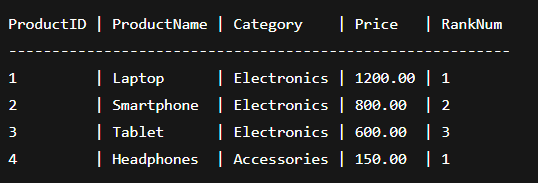 ProductID | ProductName | Category | Price | RankNum
------------------------------------------------------------
1 | Laptop | Electronics | 1200.00 | 1
2 | Smartphone | Electronics | 800.00 | 2
3 | Tablet | Electronics | 600.00 | 3
4 | Headphones | Accessories | 150.00 | 1